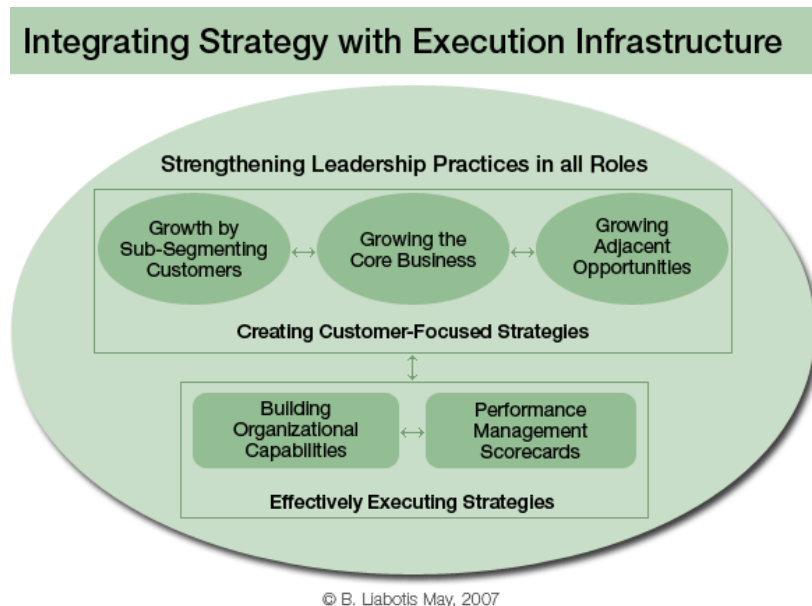 Integrating Strategy with Execution Infrastructure
Strengthening Leadership Practices in all Roles
Growth by
Sub-Segmenting
Customers
Growing the
Core Business
Growing
Adjacent
Opportunities
Creating Customer-Focused Strategies
Building
Organizational
Capabilities
Performance
Management
Scorecards
Effectively Executing Strategies
© B. Liabotis May, 2007